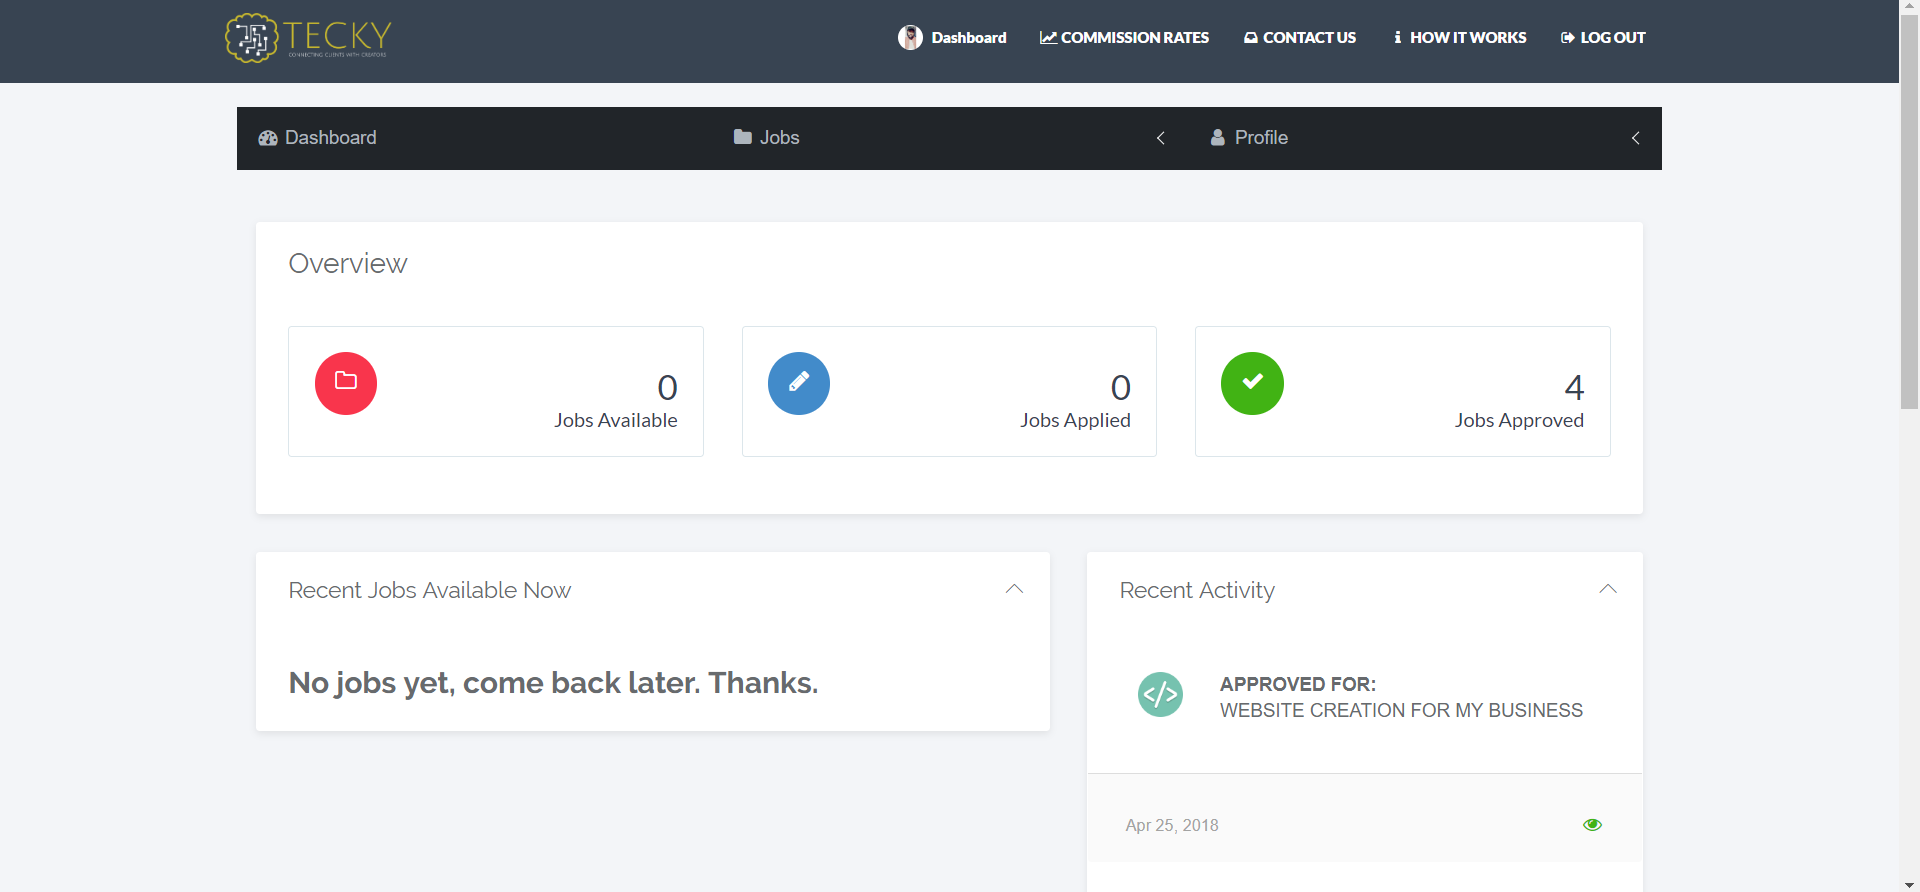 TECKY
CONNECTING CLIENTS WITH CREATORS
Dashboard
COMMISSION RATES
CONTACT US
HOW IT WORKS
LOG OUT
Dashboard
Jobs
Profile
Overview
0
Jobs Available
0
Jobs Applied
4
Jobs Approved
Recent Jobs Available Now
No jobs yet, come back later. Thanks.
Recent Activity
APPROVED FOR:
WEBSITE CREATION FOR MY BUSINESS
Apr 25, 2018